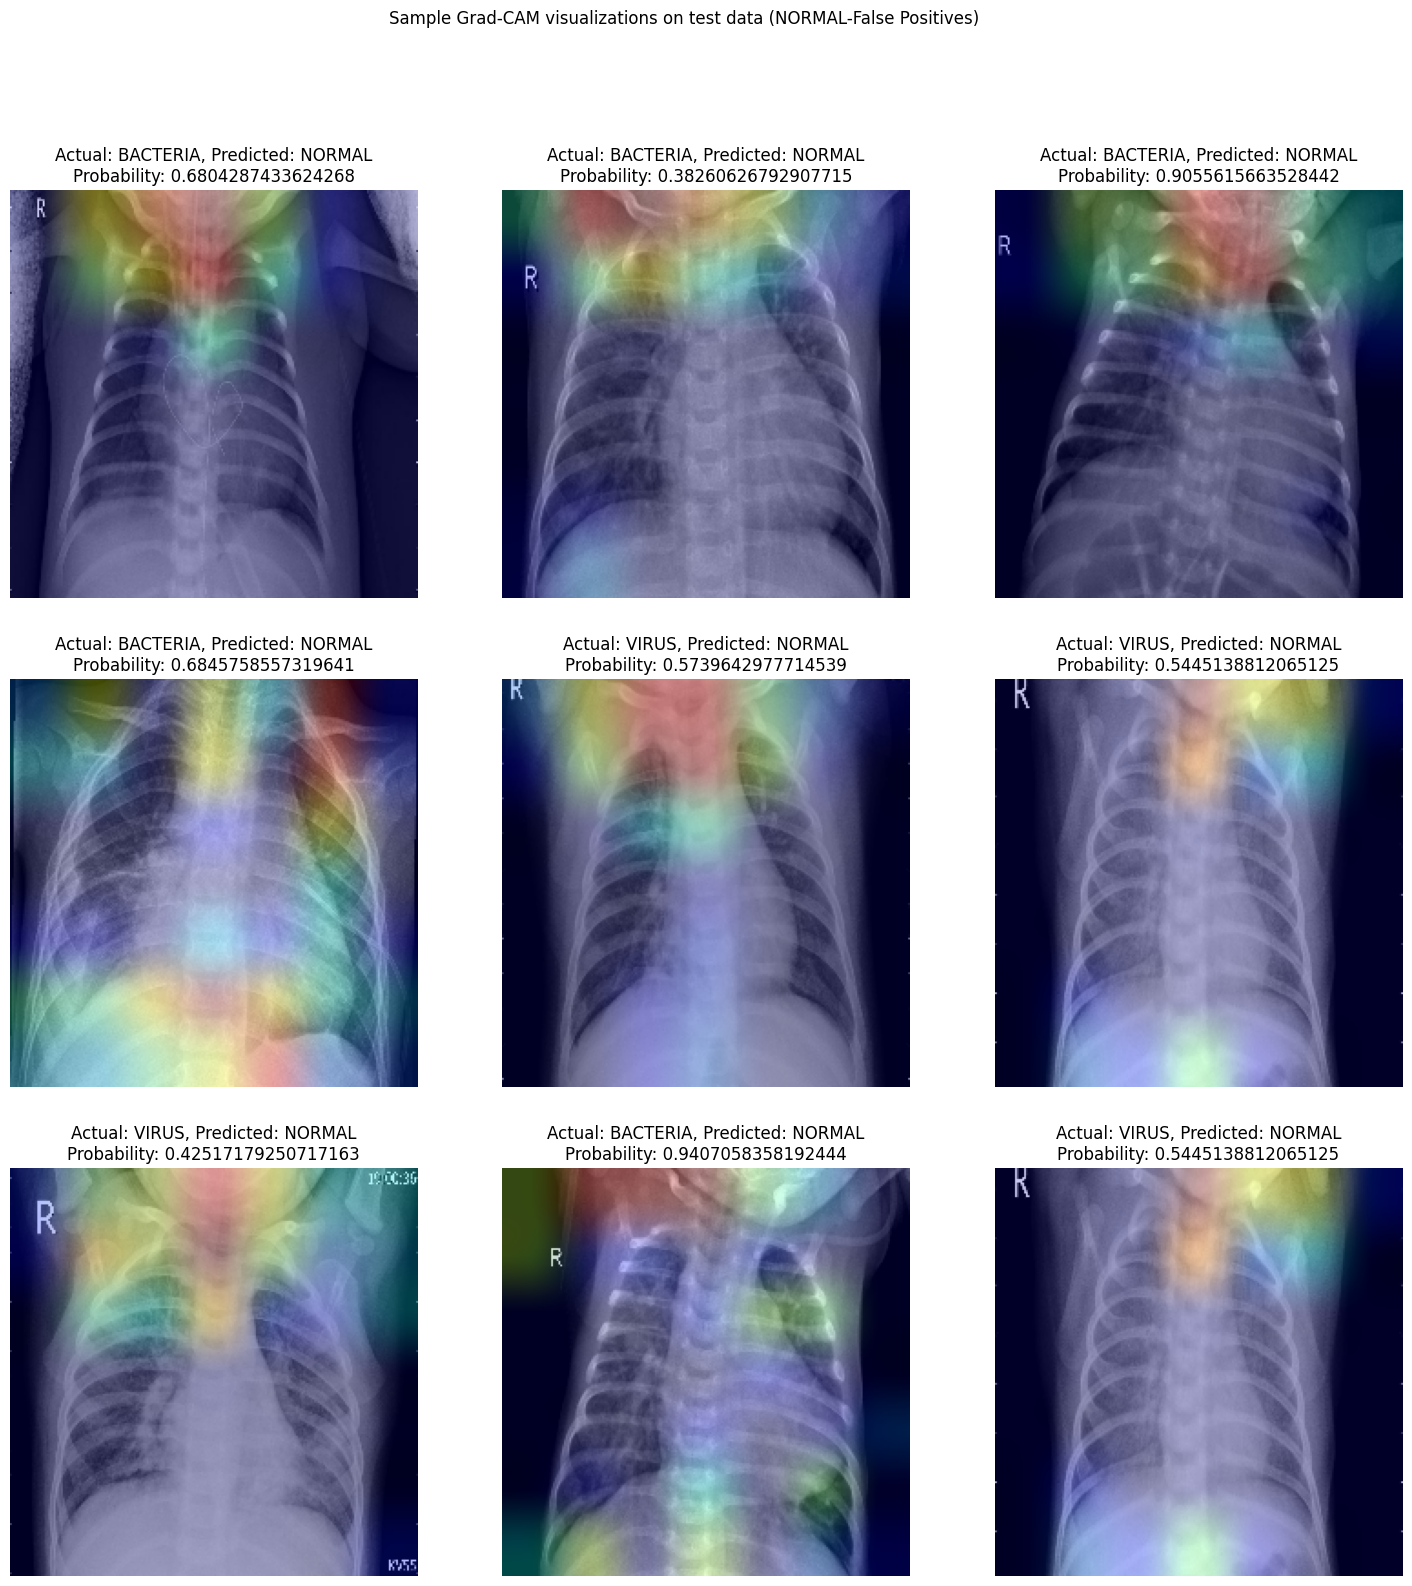 Sample Grad-CAM visualizations on test data (NORMAL-False Positives)
Actual: BACTERIA, Predicted: NORMAL
Probability: 0.6804287433624268
Actual: BACTERIA, Predicted: NORMAL
Probability: 0.38260626792907715
Actual: BACTERIA, Predicted: NORMAL
Probability: 0.9055615663528442
R
R
R
Actual: BACTERIA, Predicted: NORMAL
Probability: 0.6845758557319641
Actual: VIRUS, Predicted: NORMAL
Probability: 0.5739642977714539
Actual: VIRUS, Predicted: NORMAL
Probability: 0.5445138812065125
R
R
Actual: VIRUS, Predicted: NORMAL
Probability: 0.42517179250717163
Actual: BACTERIA, Predicted: NORMAL
Probability: 0.9407058358192444
Actual: VIRUS, Predicted: NORMAL
Probability: 0.5445138812065125
R
R
R